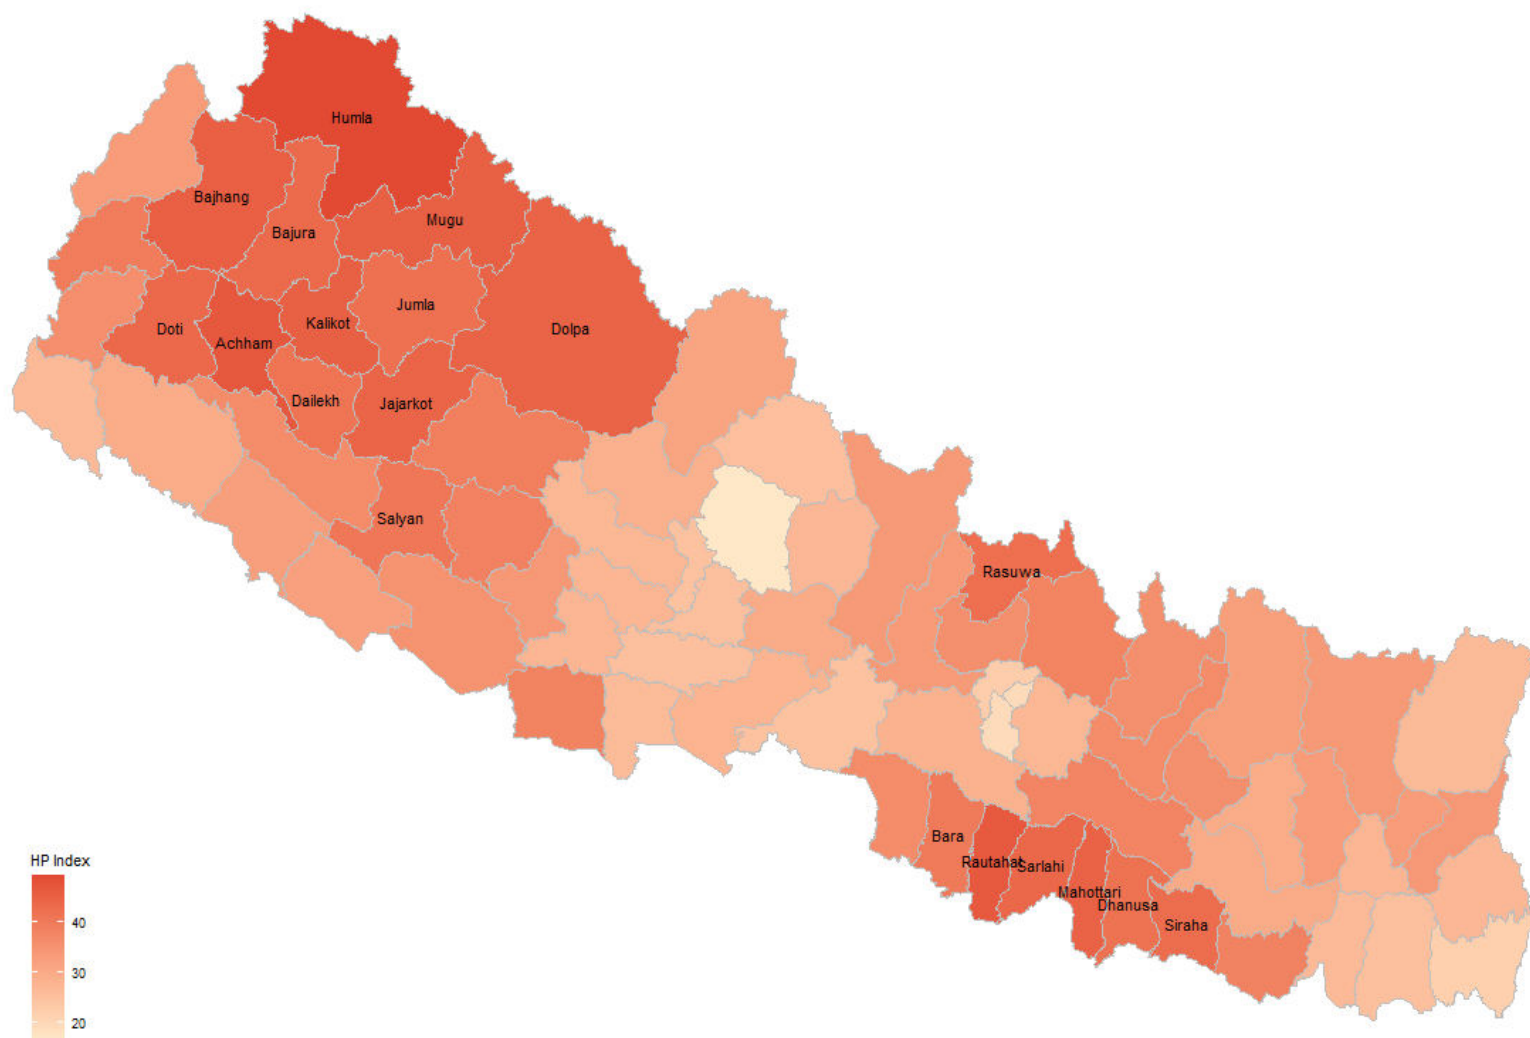 Humla
Bajhang
Mugu
Bajura
Jumla
Kalikot
Doti
Dolpa
Achham
Dailekh
Jajarkot
Salyan
Rasuwa
Bara
Rautahat
Sarlahi
Mahottari
Dhanusa
Siraha
HP Index
40
30
20